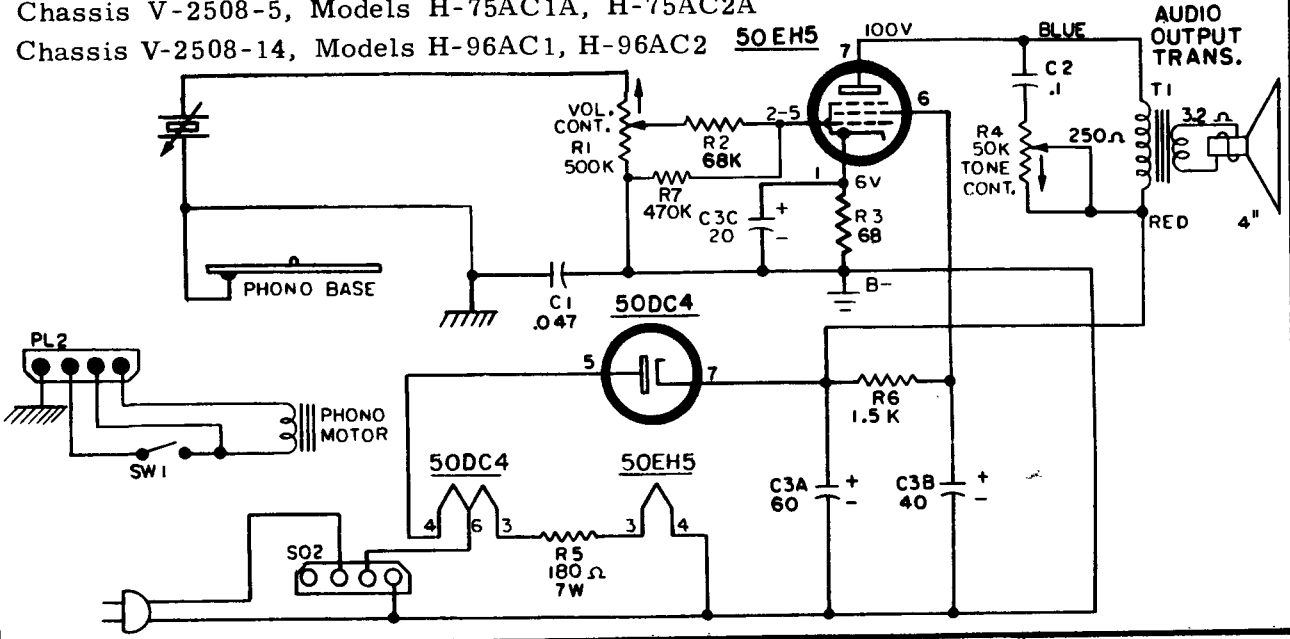 Chassis V-2508-5, Models H-75AC1A, H-75AC2A
Chassis V-2508-14, Models H-96AC1, H-96AC2
50EH5
7
100V
BLUE
AUDIO
OUTPUT
TRANS.
C2
.1
T1
VOL.
CONT.
R1
500K
R2
68K
2-5
6
R4
50K
TONE
CONT.
250Ω
3.2 Ω
R7
470K
1
6V
C3C
20
+
-
R3
68
RED
4"
PHONO BASE
C1
.047
B-
50DC4
5
7
PL2
PHONO
MOTOR
SW1
R6
1.5 K
50DC4
50EH5
4
6
3
R5
180 Ω
7W
3
4
C3A
60
+
-
C3B
40
+
-
SO2